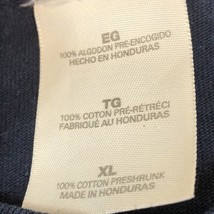 EG
100% ALGODON PRE-ENCOGIDO
HECHO EN HONDURAS
TG
100% COTON PRÉ-RÉTRÉCI
FABRIQUÉ AU HONDURAS
XL
100% COTTON PRESHRUNK
MADE IN HONDURAS